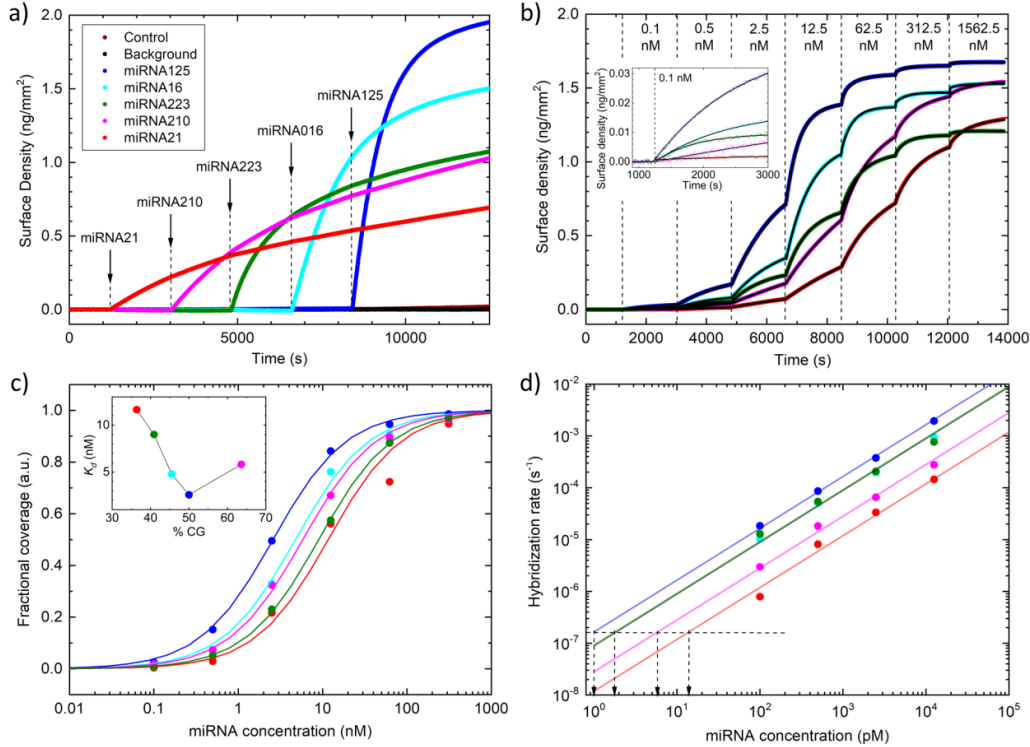 a)
Surface Density (ng/mm²)
2.0
1.5
1.0
0.5
0.0
Control
Background
miRNA125
miRNA16
miRNA223
miRNA210
miRNA21
miRNA125
miRNA016
miRNA223
miRNA210
miRNA21
0
5000
10000
Time (s)
b)
Surface density (ng/mm²)
2.0
1.5
1.0
0.5
0.0
0.1
nM
0.5
nM
2.5
nM
12.5
nM
62.5
nM
312.5
nM
1562.5
nM
Surface density (ng/mm²)
0.03
0.02
0.01
0.00
0.1 nM
1000
2000
3000
Time (s)
0
2000
4000
6000
8000
10000
12000
14000
Time (s)
c)
Fractional coverage (a.u.)
1.0
0.8
0.6
0.4
0.2
0.0
K_d (nM)
10
5
30
40
50
60
70
% CG
0.01
0.1
1
10
100
1000
miRNA concentration (nM)
d)
Hybridization rate (s⁻¹)
10⁻²
10⁻³
10⁻⁴
10⁻⁵
10⁻⁶
10⁻⁷
10⁻⁸
10⁰
10¹
10²
10³
10⁴
10⁵
miRNA concentration (pM)